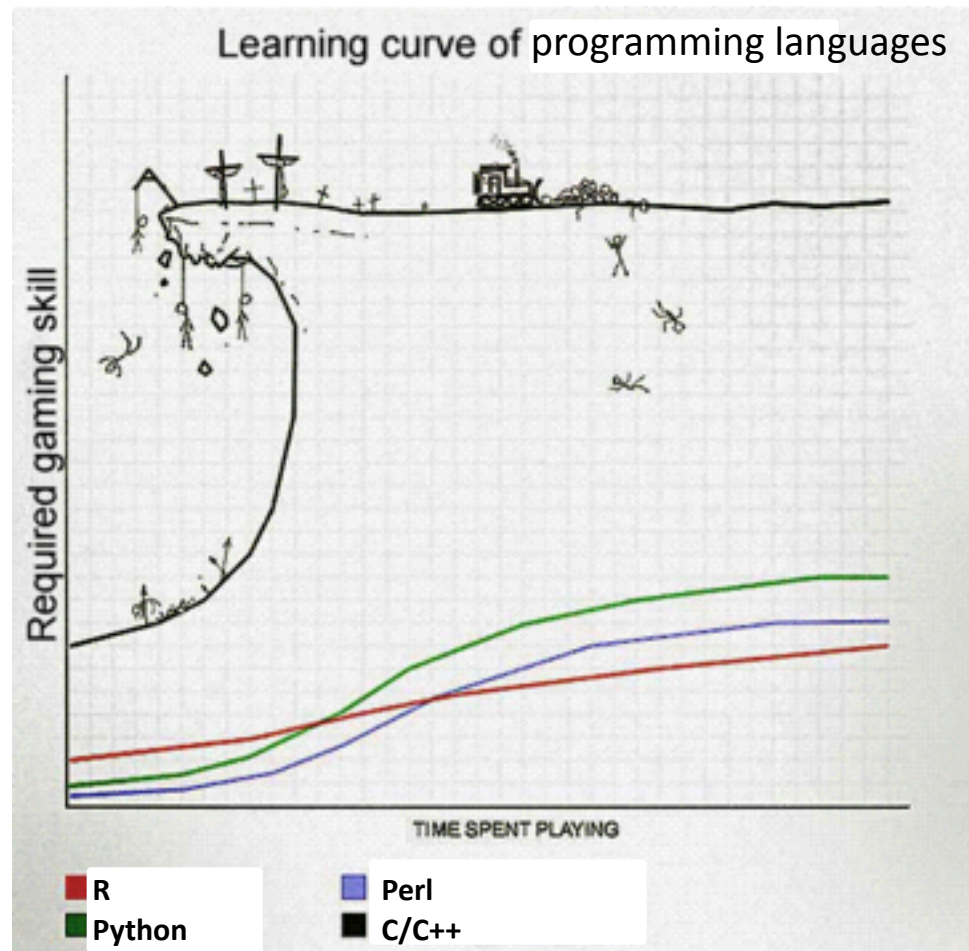 Learning curve of programming languages
Required gaming skill
TIME SPENT PLAYING
R
Perl
Python
C/C++